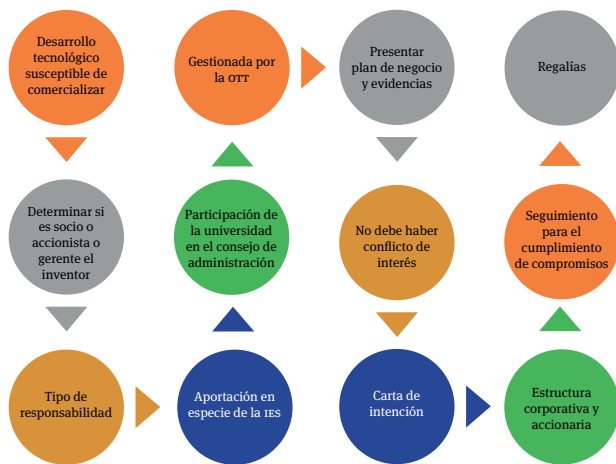 Desarrollo
tecnológico
susceptible de
comercializar
Determinar si
es socio o
accionista o
gerente el
inventor
Tipo de
responsabilidad
Aportación en
especie de la IES
Participación de
la universidad
en el consejo de
administración
Gestionada por
la OTT
Presentar
plan de negocio
y evidencias
No debe haber
conflicto de
interés
Carta de
intención
Estructura
corporativa y
accionaria
Seguimiento
para el
cumplimiento
de compromisos
Regalías